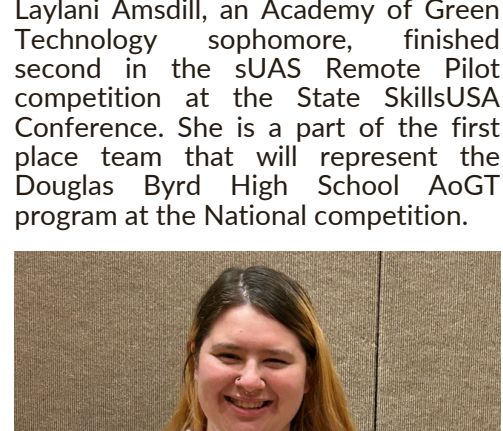 Laylani Amsdill, an Academy of Green
Technology sophomore, finished
second in the sUAS Remote Pilot
competition at the State SkillsUSA
Conference. She is a part of the first
place team that will represent the
Douglas Byrd High School AoGT
program at the National competition.